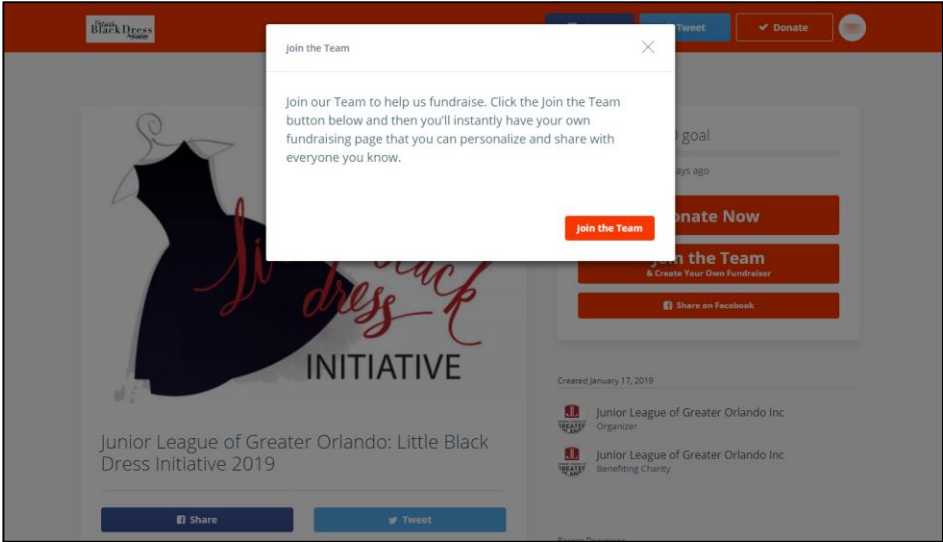 The Little
Black Dress
Initiative
Tweet
Donate
Join the Team
Join our Team to help us fundraise. Click the Join the Team
button below and then you'll instantly have your own
fundraising page that you can personalize and share with
everyone you know.
Join the Team
goal
ays ago
onate Now
n the Team
& Create Your Own Fundraiser
Share on Facebook
dress
INITIATIVE
Created January 17, 2019
Junior League of Greater Orlando Inc
Organizer
Junior League of Greater Orlando Inc
Benefiting Charity
Junior League of Greater Orlando: Little Black
Dress Initiative 2019
Share
Tweet